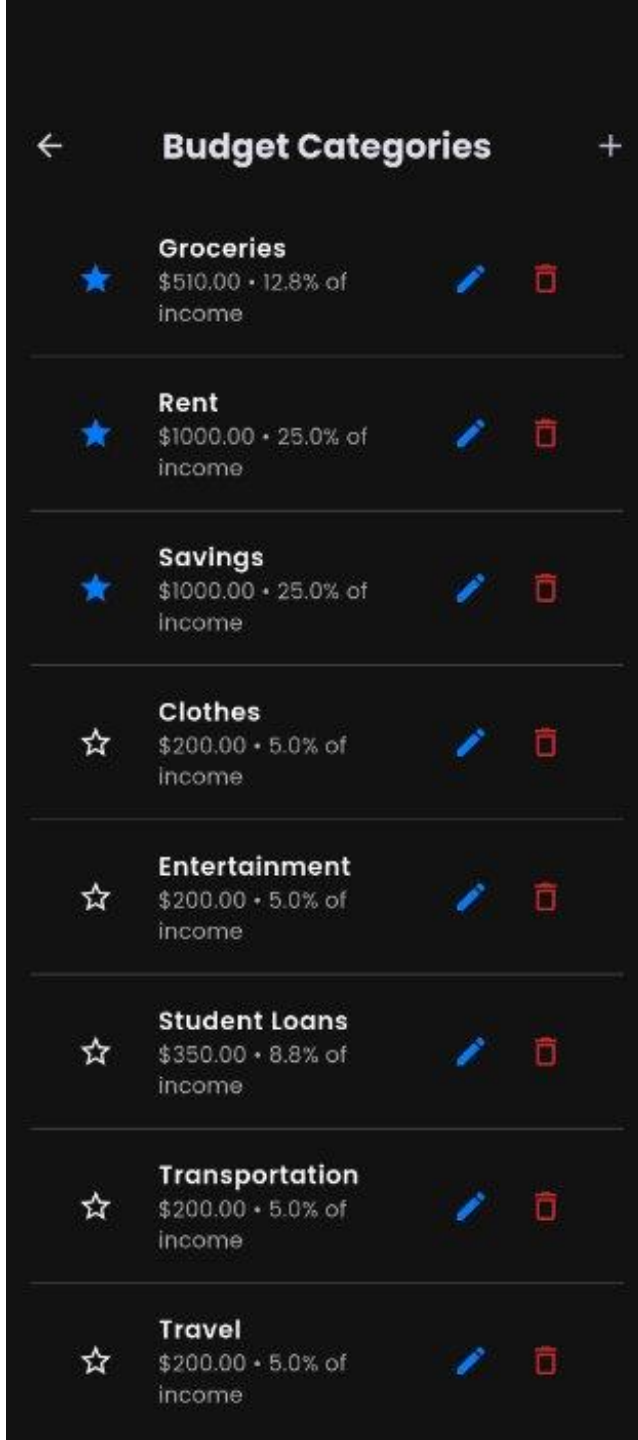 Budget Categories
Groceries
$510.00 • 12.8% of
income
Rent
$1000.00 • 25.0% of
income
Savings
$1000.00 • 25.0% of
income
Clothes
$200.00 • 5.0% of
income
Entertainment
$200.00 • 5.0% of
income
Student Loans
$350.00 • 8.8% of
income
Transportation
$200.00 • 5.0% of
income
Travel
$200.00 • 5.0% of
income